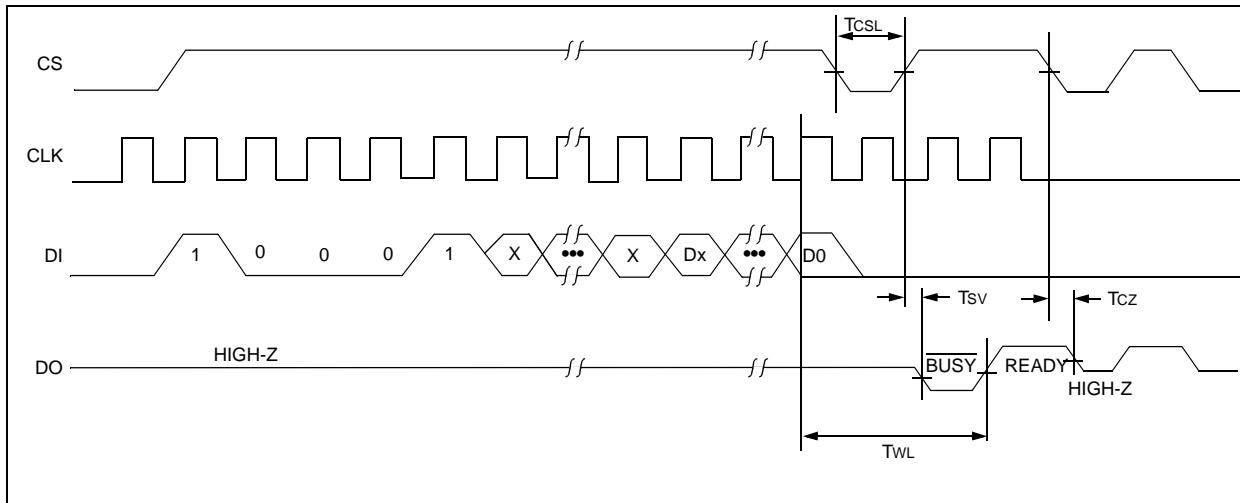 TCSL
CS
CLK
DI 1 0 0 0 1 X ••• X Dx ••• D0
TSV TCZ
HIGH-Z
DO BUSY READY
HIGH-Z
TWL